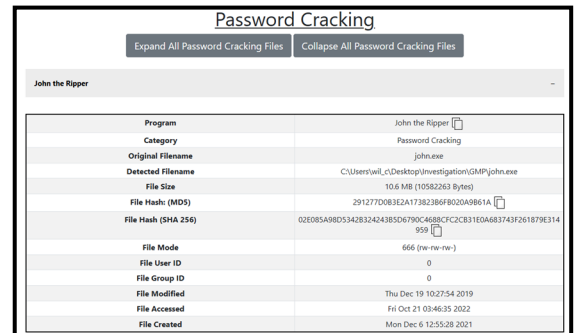 Password Cracking
Expand All Password Cracking Files Collapse All Password Cracking Files
John the Ripper −
Program John the Ripper
Category Password Cracking
Original Filename john.exe
Detected Filename C:\Users\wil_c\Desktop\Investigation\GMP\john.exe
File Size 10.6 MB (10582263 Bytes)
File Hash: (MD5) 291277D0B3E2A173823B6FB020A9B61A
File Hash (SHA 256) 02E085A98D5342B324243B5D6790C4688CFC2CB31E0A683743F261879E314
959
File Mode 666 (rw-rw-rw-)
File User ID 0
File Group ID 0
File Modified Thu Dec 19 10:27:54 2019
File Accessed Fri Oct 21 03:46:35 2022
File Created Mon Dec 6 12:55:28 2021